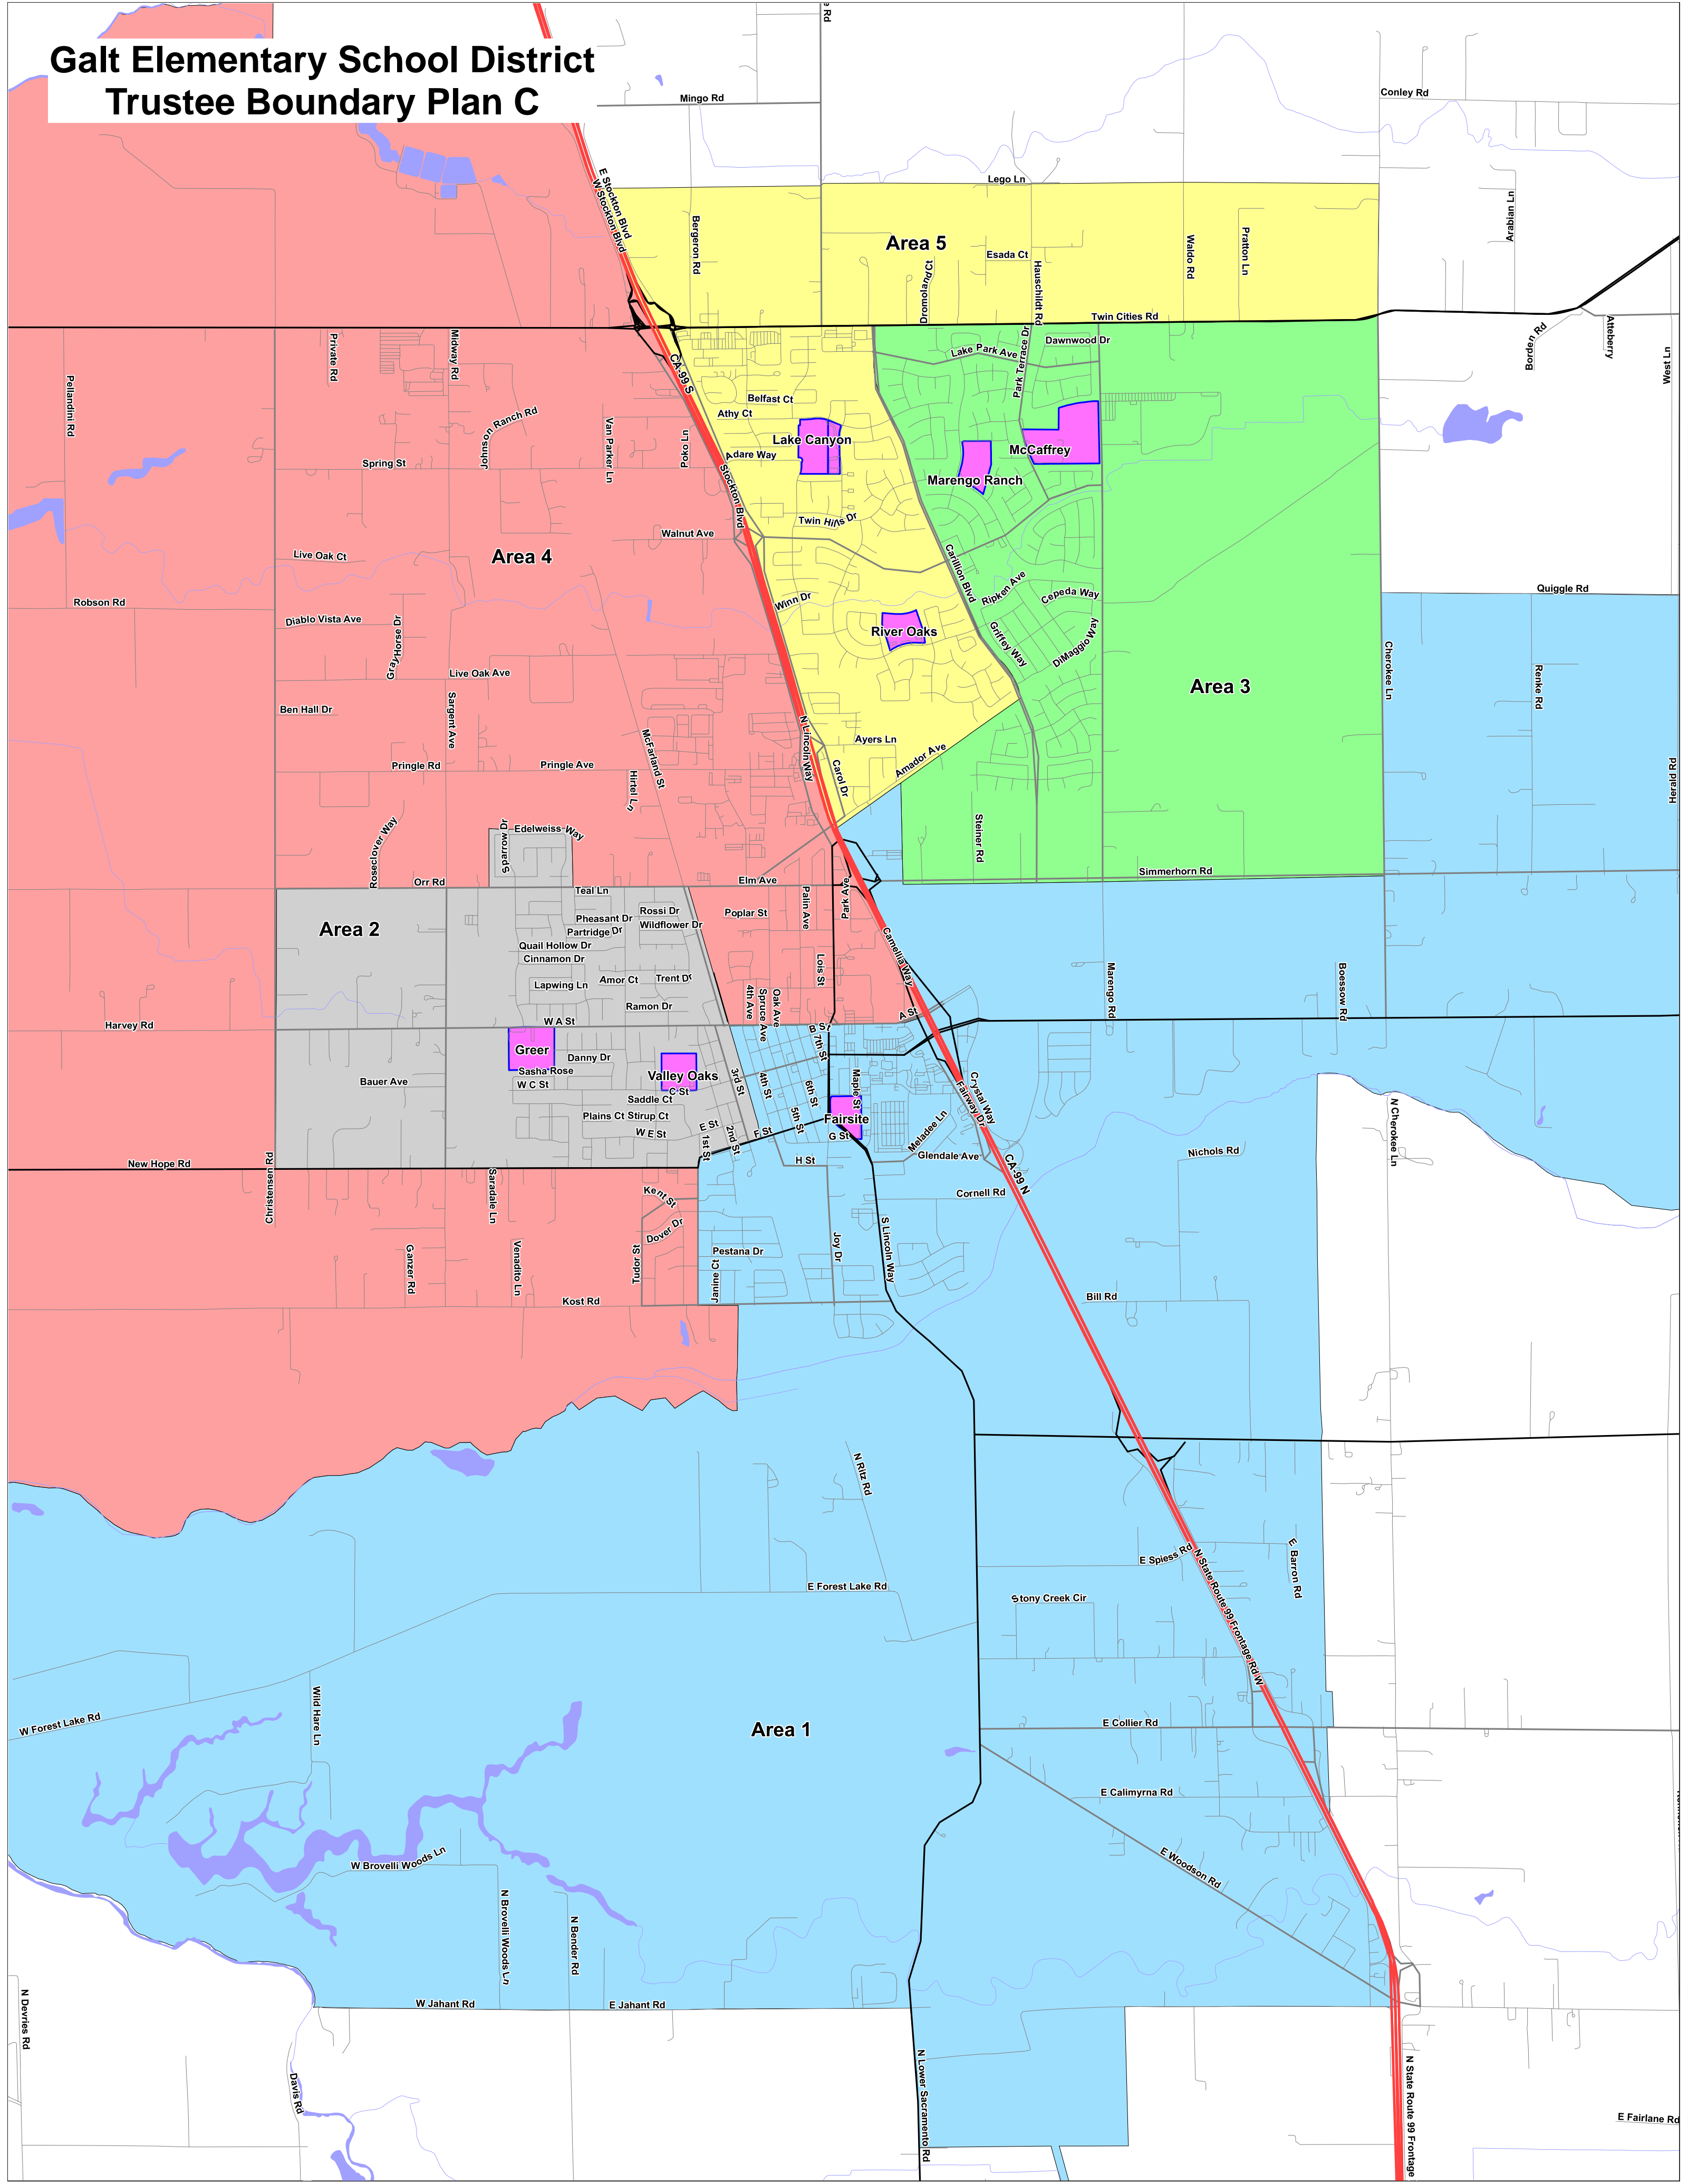 Galt Elementary School District
Trustee Boundary Plan C
Rd
Mingo Rd
Conley Rd
E Stockton Blvd
W Stockton Blvd
Lego Ln
Bergeron Rd
Area 5
Esada Ct
Dromoland Ct
Hauschildt Rd
Waldo Rd
Pratton Ln
Arabian Ln
Twin Cities Rd
Borden Rd
Atteberry
West Ln
Pellandini Rd
Private Rd
Midway Rd
CA-99 S
Lake Park Ave
Park Terrace Dr
Dawnwood Dr
Belfast Ct
Athy Ct
Johnson Ranch Rd
Van Parker Ln
Poko Ln
Lake Canyon
Adare Way
McCaffrey
Marengo Ranch
Spring St
Stockton Blvd
Twin Hills Dr
Walnut Ave
Area 4
Live Oak Ct
Carillion Blvd
Robson Rd
Winn Dr
Ripken Ave
Cepeda Way
Quiggle Rd
Diablo Vista Ave
Gray Horse Dr
River Oaks
Griffey Way
DiMaggio Way
Cherokee Ln
Renke Rd
Live Oak Ave
Area 3
Ben Hall Dr
Sargent Ave
McFarland St
N Lincoln Way
Ayers Ln
Carol Dr
Amador Ave
Pringle Rd
Pringle Ave
Hirtel Ln
Herald Rd
Roseclover Way
Sparrow Dr
Edelweiss Way
Steiner Rd
Orr Rd
Teal Ln
Elm Ave
Simmerhorn Rd
Area 2
Pheasant Dr
Partridge Dr
Rossi Dr
Wildflower Dr
Poplar St
Palin Ave
Park Ave
Quail Hollow Dr
Cinnamon Dr
Camellia Way
Lapwing Ln
Amor Ct
Trent Dr
Lois St
4th Ave
Spruce Ave
Oak Ave
Marengo Rd
Boessow Rd
Ramon Dr
Harvey Rd
W A St
A St
B St
7th St
Greer
Danny Dr
Valley Oaks
Sasha Rose
Bauer Ave
W C St
C St
Saddle Ct
3rd St
4th St
6th St
Maple St
Crystal Way
Fairway Dr
Plains Ct
Stirup Ct
5th St
Fairsite
W E St
E St
1st St
2nd St
F St
G St
Meladee Ln
N Cherokee Ln
New Hope Rd
Christensen Rd
H St
Glendale Ave
CA-99 N
Nichols Rd
Saradale Ln
Kent St
Cornell Rd
Dover Dr
Ganzer Rd
Venadito Ln
Tudor St
Pestana Dr
Janine Ct
Joy Dr
S Lincoln Way
Kost Rd
Bill Rd
N Ritz Rd
E Spiess Rd
E Barron Rd
E Forest Lake Rd
Stony Creek Cir
N State Route 99 Frontage Rd W
W Forest Lake Rd
Wild Hare Ln
Area 1
E Collier Rd
E Calimyrna Rd
W Brovelli Woods Ln
E Woodson Rd
N Brovelli Woods Ln
N Bender Rd
W Jahant Rd
E Jahant Rd
N Devries Rd
Davis Rd
N Lower Sacramento Rd
N State Route 99 Frontage
E Fairlane Rd